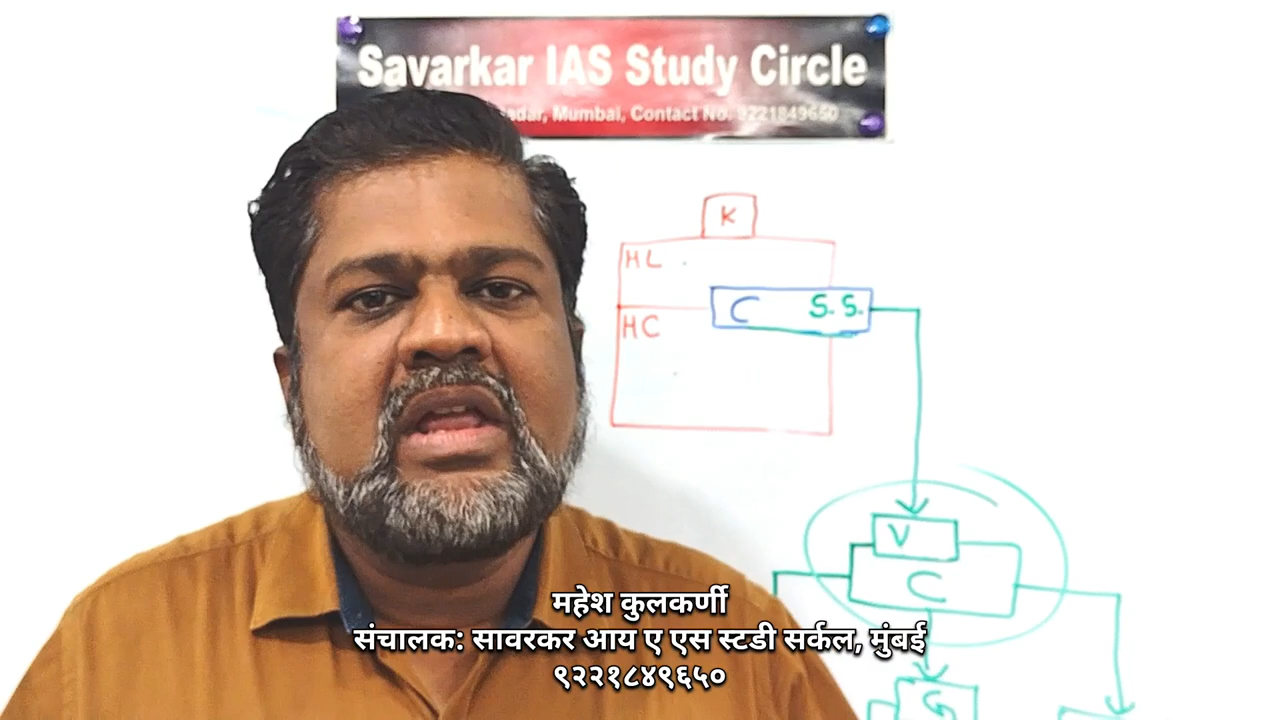 Savarkar IAS Study Circle
Dadar, Mumbai, Contact No. 9221849650
K
HL
C S.S.
HC
V
C
G
महेश कुलकर्णी
संचालक: सावरकर आय ए एस स्टडी सर्कल, मुंबई
९२२१८४९६५०